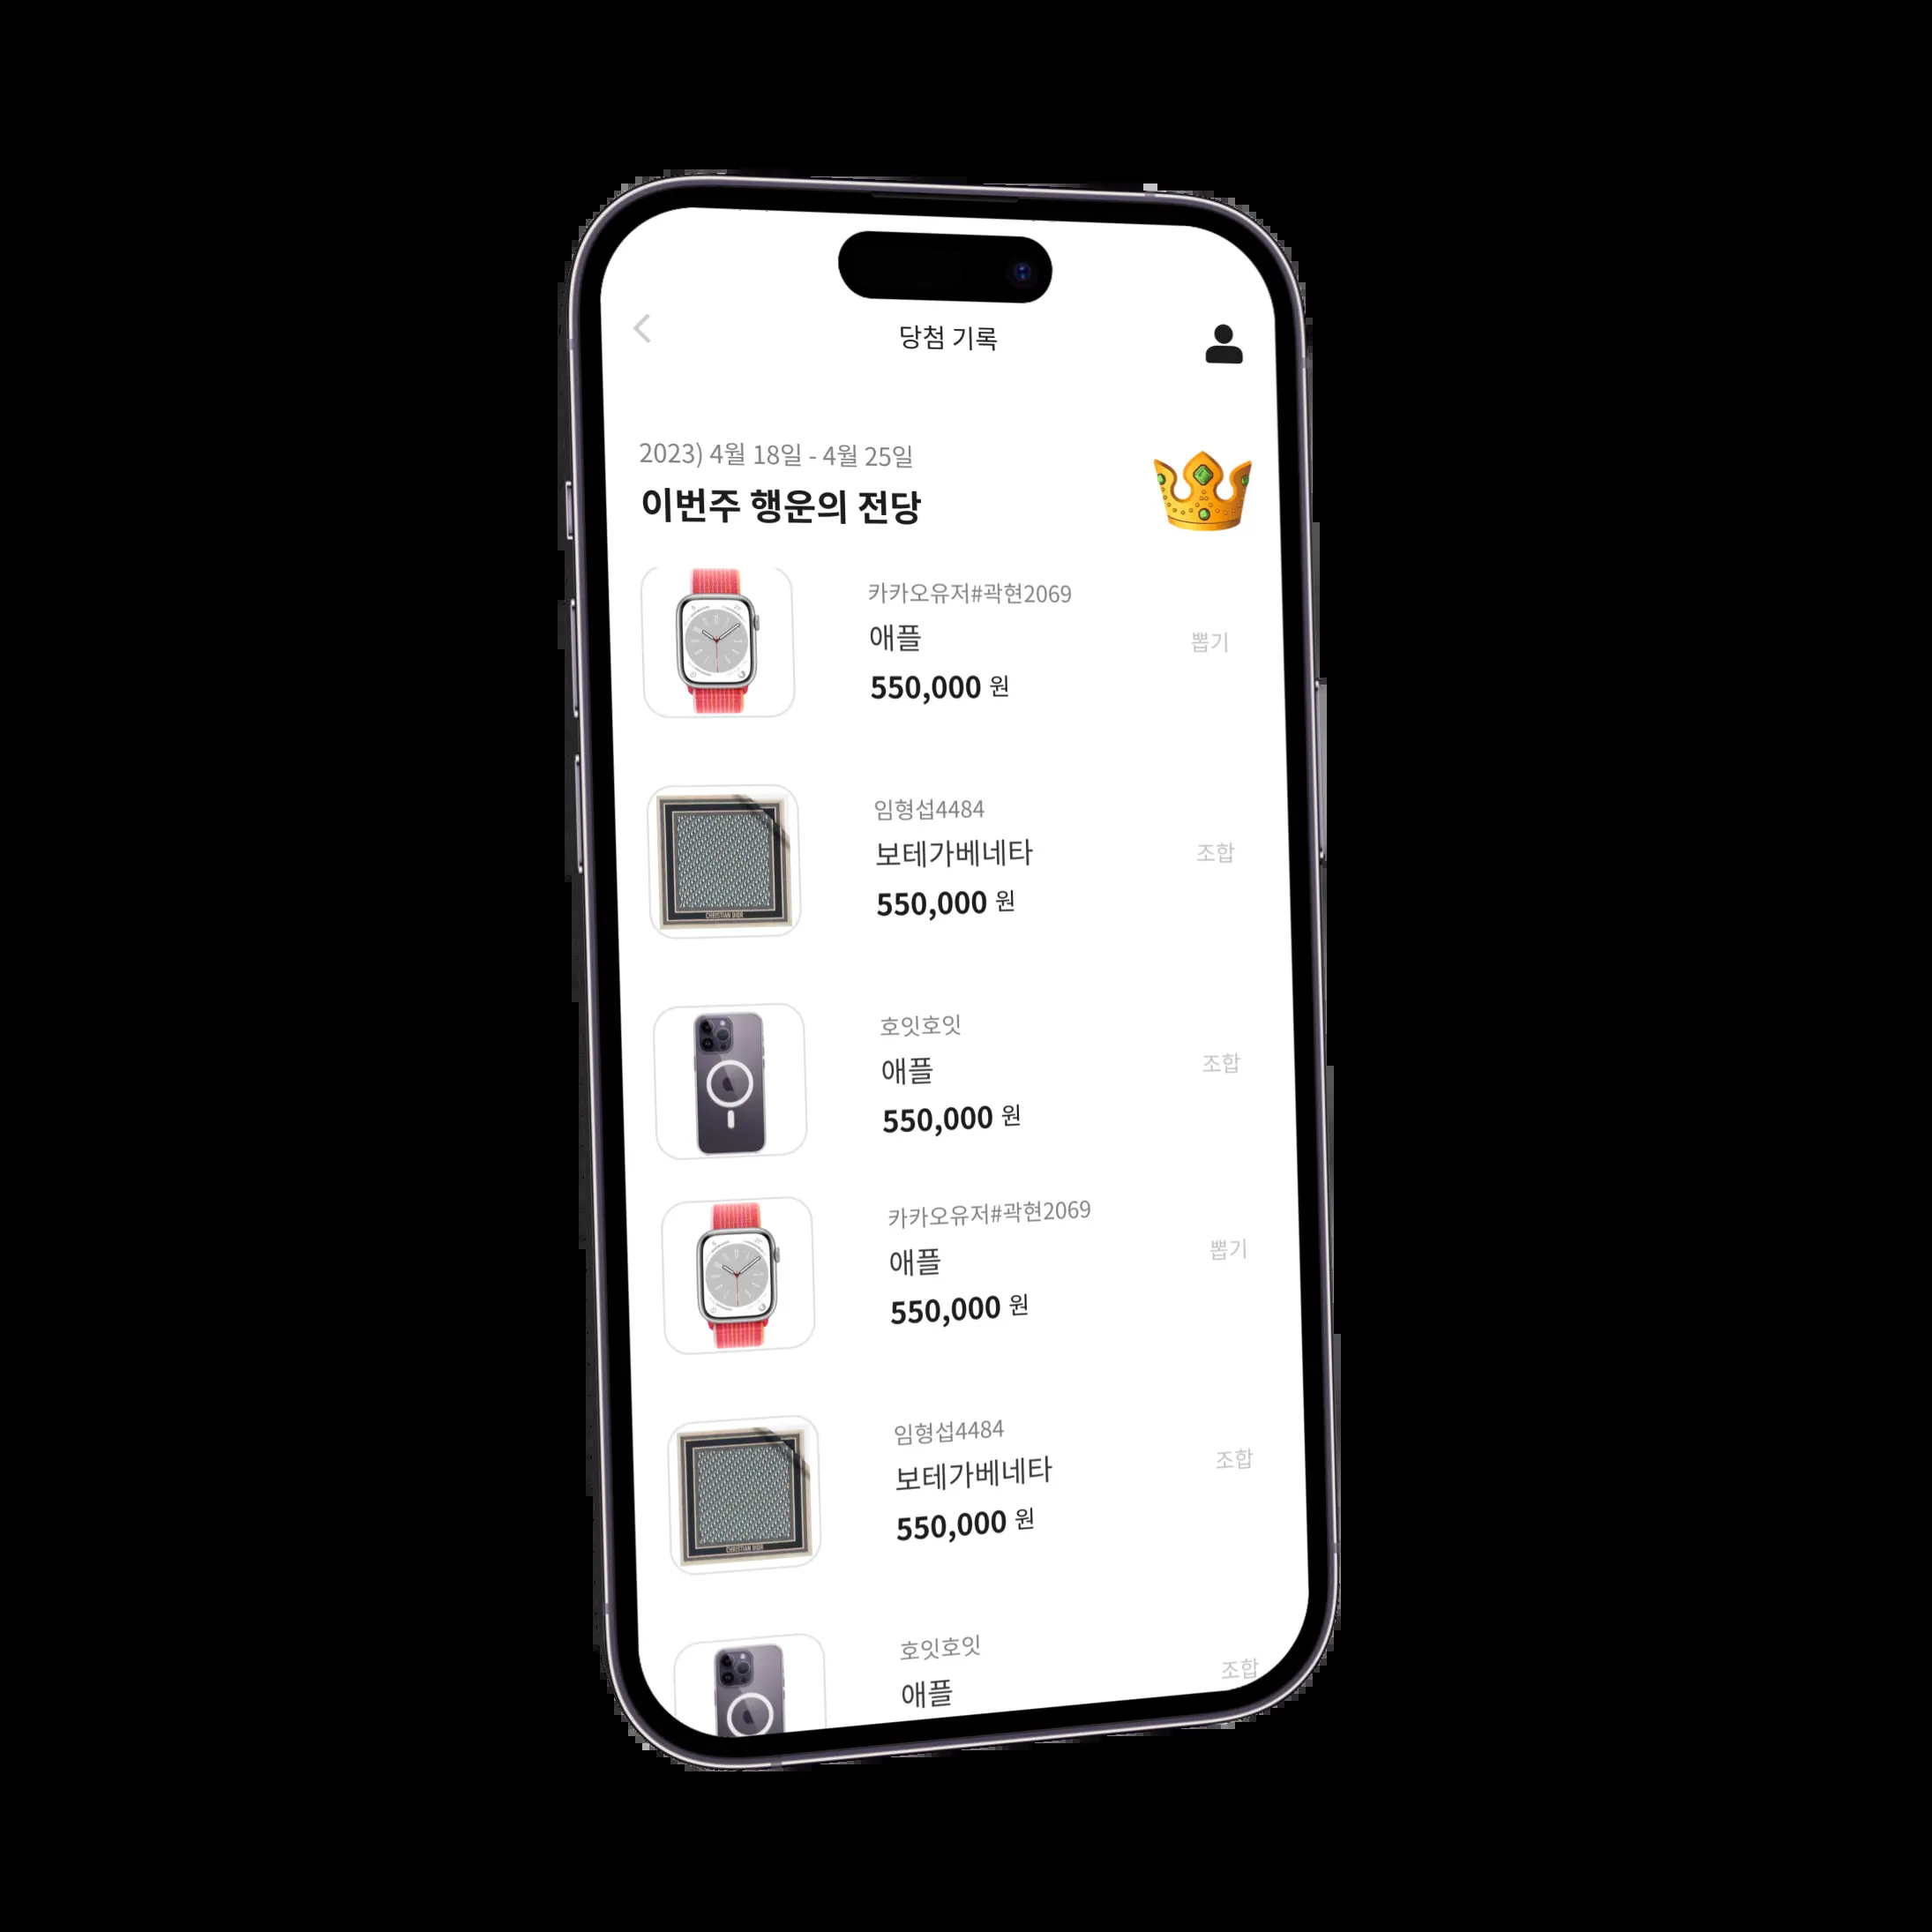 당첨 기록
2023) 4월 18일 - 4월 25일
이번주 행운의 전당
카카오유저#곽현2069
애플
뽑기
550,000 원
임형섭4484
보테가베네타
조합
550,000 원
CHRISTIAN DIOR
호잇호잇
애플
조합
550,000 원
카카오유저#곽현2069
애플
뽑기
550,000 원
임형섭4484
보테가베네타
조합
550,000 원
CHRISTIAN DIOR
호잇호잇
애플
조합